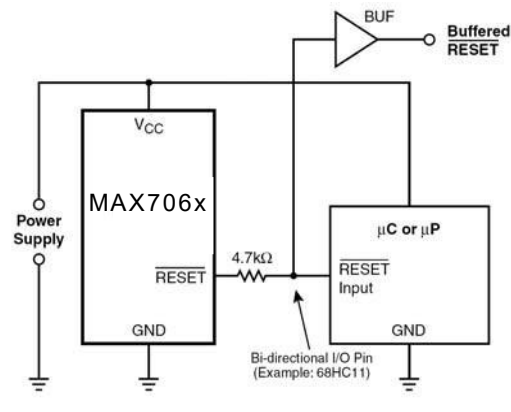 BUF
Buffered
RESET
VCC
MAX706x
Power
Supply
μC or μP
4.7kΩ
RESET
RESET
Input
GND
GND
Bi-directional I/O Pin
(Example: 68HC11)